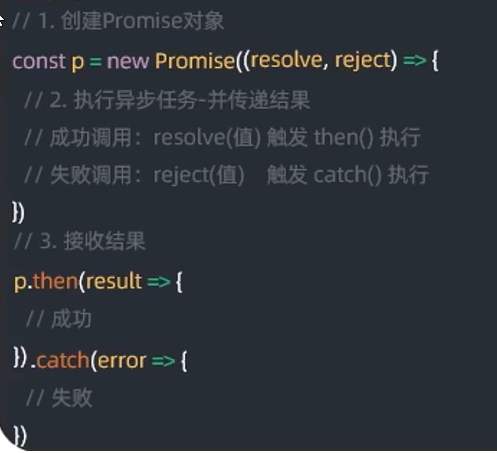 // 1. 创建Promise对象
const p = new Promise((resolve, reject) => {
// 2. 执行异步任务-并传递结果
// 成功调用：resolve(值) 触发 then() 执行
// 失败调用：reject(值) 触发 catch() 执行
})
// 3. 接收结果
p.then(result => {
// 成功
}).catch(error => {
// 失败
})